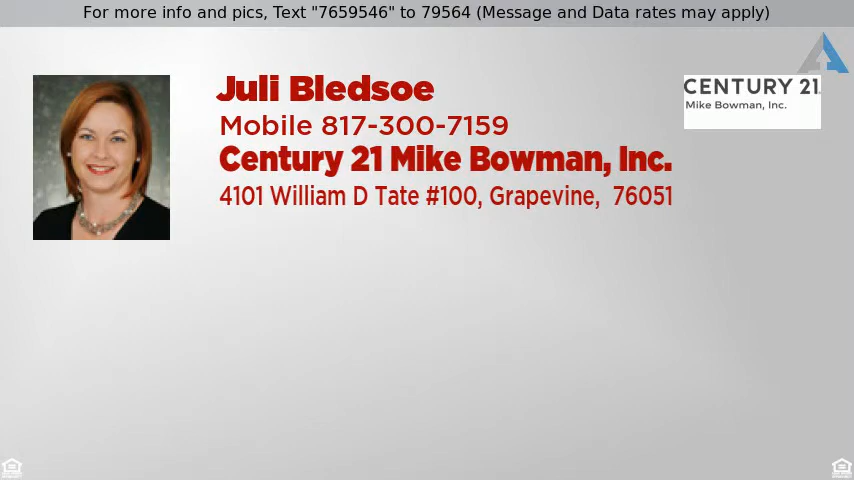 For more info and pics, Text "7659546" to 79564 (Message and Data rates may apply)
Juli Bledsoe
Mobile 817-300-7159
Century 21 Mike Bowman, Inc.
4101 William D Tate #100, Grapevine, 76051
CENTURY 21.
Mike Bowman, Inc.